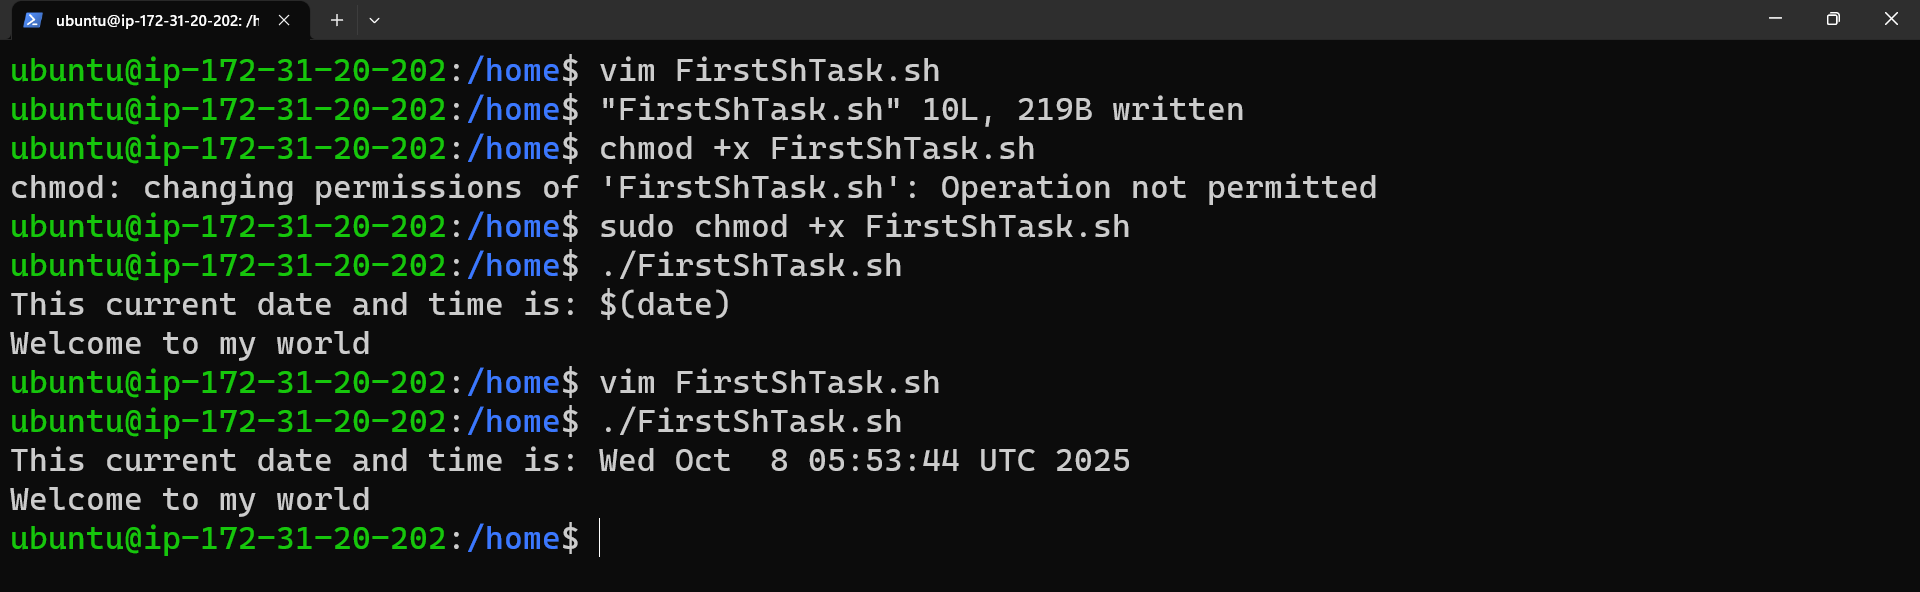 ubuntu@ip-172-31-20-202: /h
ubuntu@ip-172-31-20-202:/home$ vim FirstShTask.sh
ubuntu@ip-172-31-20-202:/home$ "FirstShTask.sh" 10L, 219B written
ubuntu@ip-172-31-20-202:/home$ chmod +x FirstShTask.sh
chmod: changing permissions of 'FirstShTask.sh': Operation not permitted
ubuntu@ip-172-31-20-202:/home$ sudo chmod +x FirstShTask.sh
ubuntu@ip-172-31-20-202:/home$ ./FirstShTask.sh
This current date and time is: $(date)
Welcome to my world
ubuntu@ip-172-31-20-202:/home$ vim FirstShTask.sh
ubuntu@ip-172-31-20-202:/home$ ./FirstShTask.sh
This current date and time is: Wed Oct  8 05:53:44 UTC 2025
Welcome to my world
ubuntu@ip-172-31-20-202:/home$